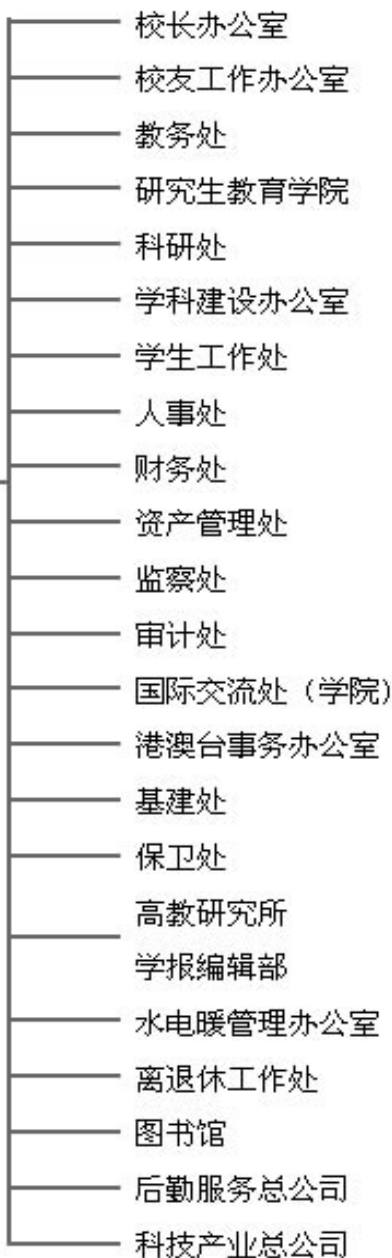 校长办公室
校友工作办公室
教务处
研究生教育学院
科研处
学科建设办公室
学生工作处
人事处
财务处
资产管理处
监察处
审计处
国际交流处（学院）
港澳台事务办公室
基建处
保卫处
高教研究所
学报编辑部
水电暖管理办公室
离退休工作处
图书馆
后勤服务总公司
科技产业总公司